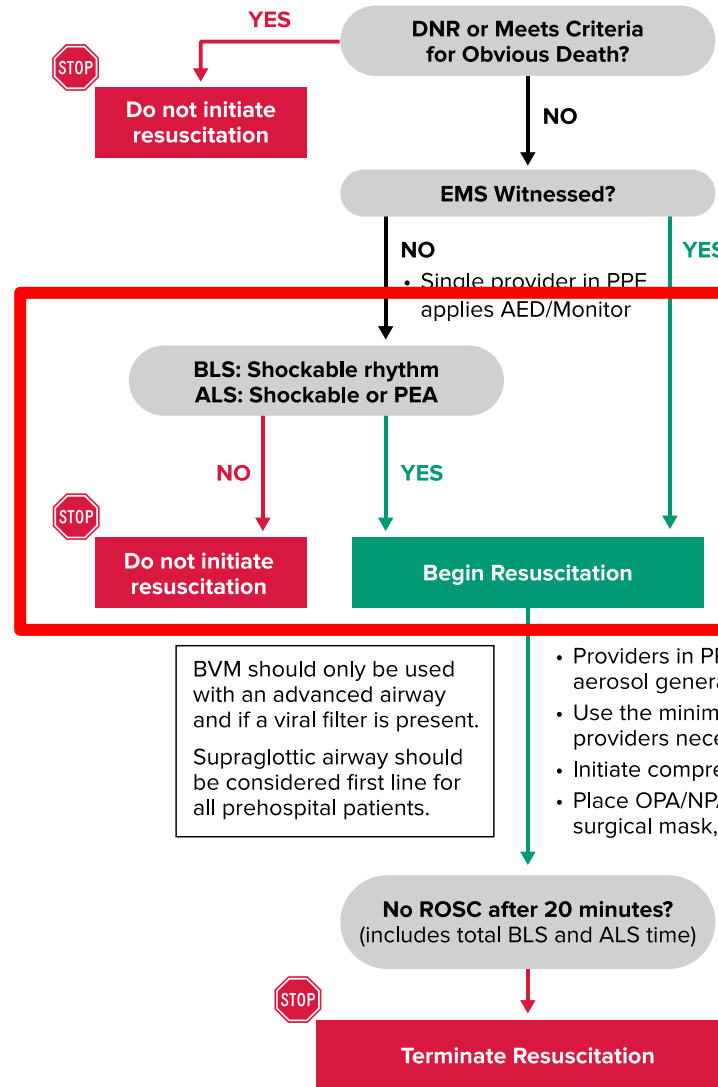 YES
DNR or Meets Criteria
for Obvious Death?
STOP
Do not initiate
resuscitation
NO
EMS Witnessed?
NO
YES
• Single provider in PPE
applies AED/Monitor
BLS: Shockable rhythm
ALS: Shockable or PEA
NO
YES
STOP
Do not initiate
resuscitation
Begin Resuscitation
BVM should only be used
with an advanced airway
and if a viral filter is present.
Supraglottic airway should
be considered first line for
all prehospital patients.
• Providers in
aerosol
• Use the
providers
• Initiate
• Place OPA/NPA
surgical mask,
No ROSC after 20 minutes?
(includes total BLS and ALS time)
STOP
Terminate Resuscitation